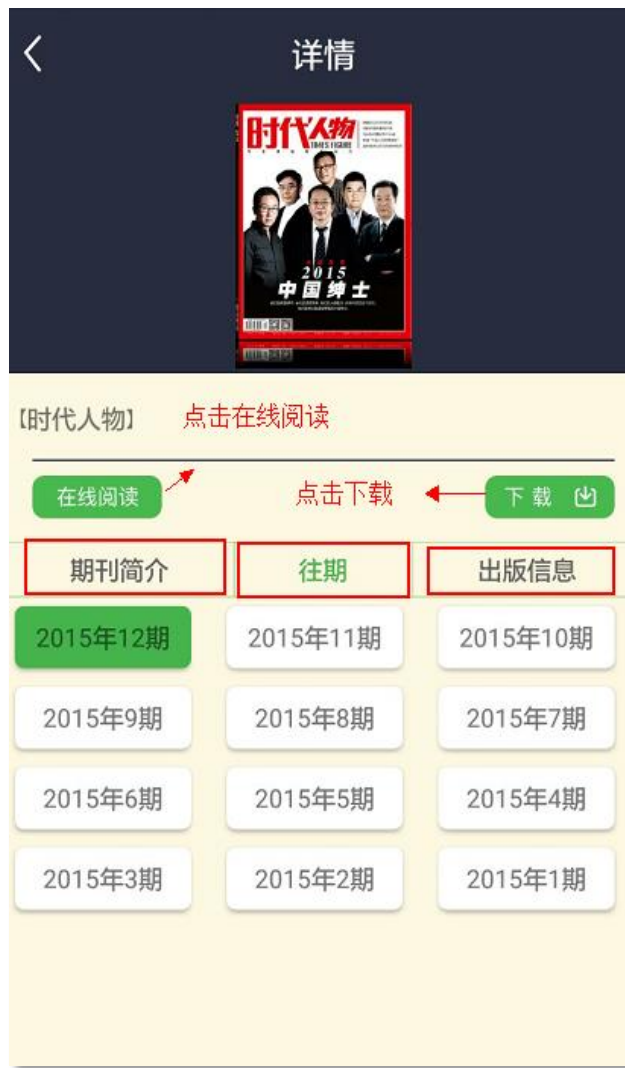 详情
时代人物
TIMES FIGURE
2015
中国绅士
【时代人物】 点击在线阅读
在线阅读 点击下载 下载
期刊简介 往期 出版信息
2015年12期 2015年11期 2015年10期
2015年9期 2015年8期 2015年7期
2015年6期 2015年5期 2015年4期
2015年3期 2015年2期 2015年1期